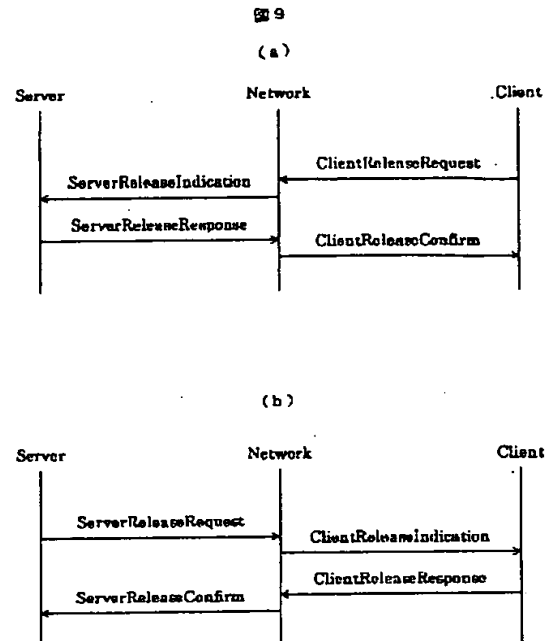 図9
(a)
Server Network Client
ClientReleaseRequest
ServerReleaseIndication
ServerReleaseResponse
ClientReleaseConfirm
(b)
Server Network Client
ServerReleaseRequest
ClientReleaseIndication
ClientReleaseResponse
ServerReleaseConfirm